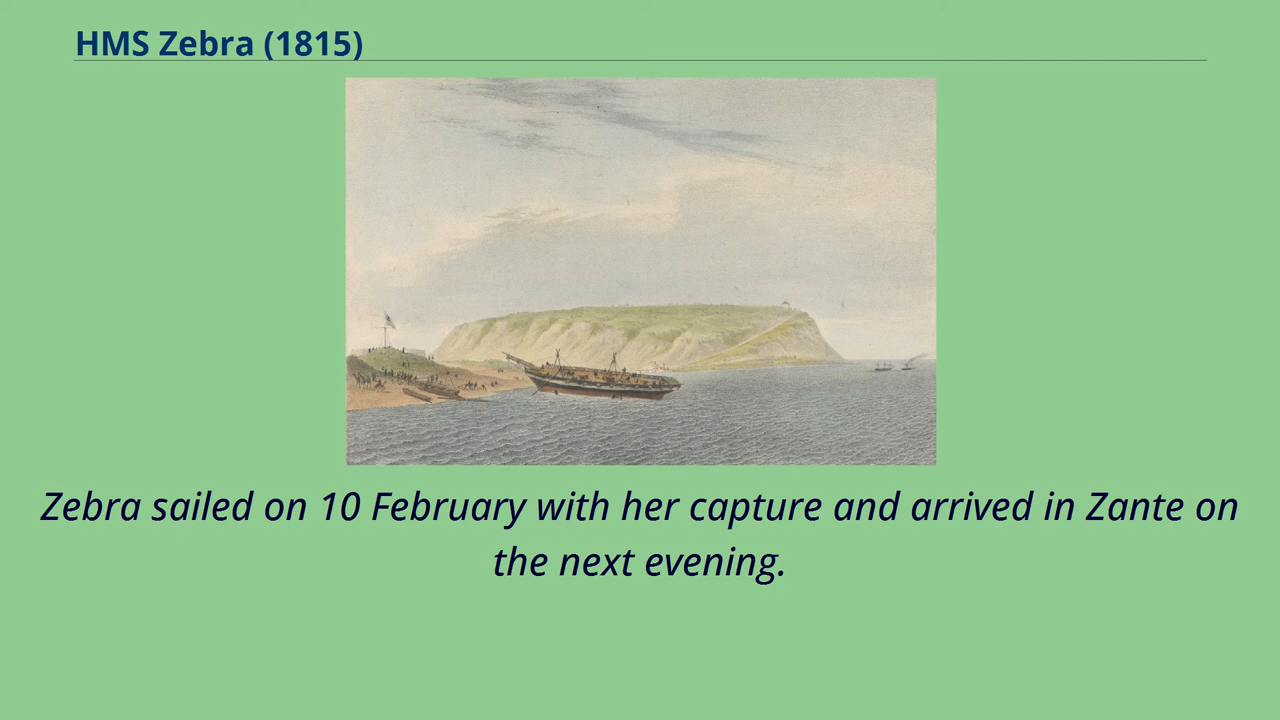 HMS Zebra (1815)
Zebra sailed on 10 February with her capture and arrived in Zante on
the next evening.